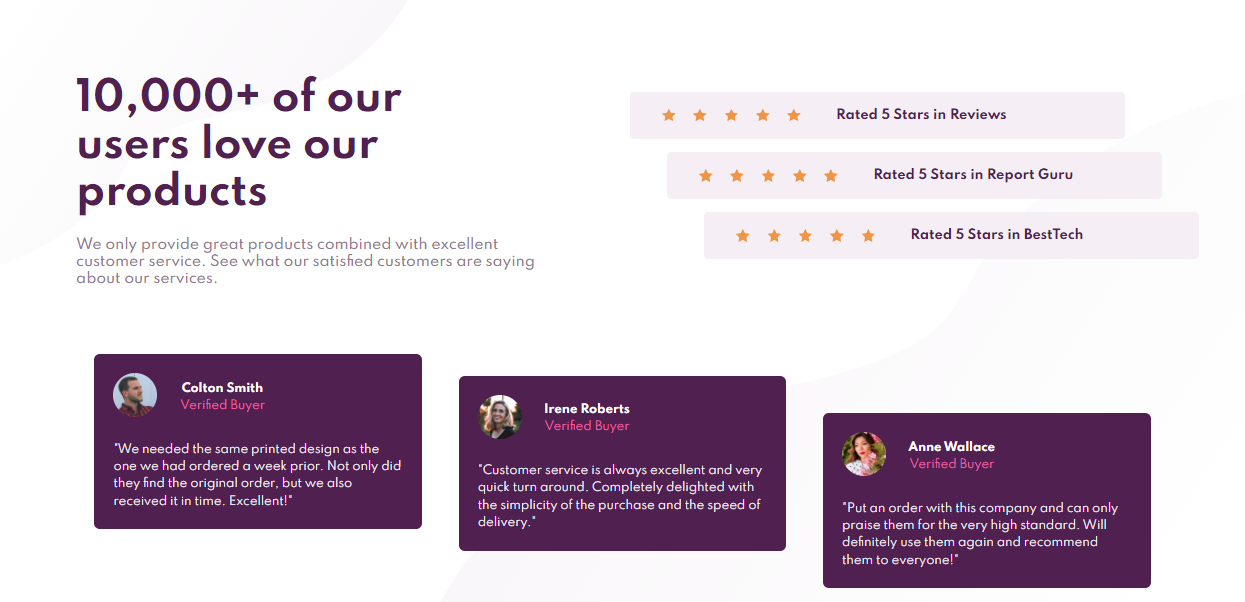 10,000+ of our
users love our
products
We only provide great products combined with excellent
customer service. See what our satisfied customers are saying
about our services.
Rated 5 Stars in Reviews
Rated 5 Stars in Report Guru
Rated 5 Stars in BestTech
Colton Smith
Verified Buyer
"We needed the same printed design as the
one we had ordered a week prior. Not only did
they find the original order, but we also
received it in time. Excellent!"
Irene Roberts
Verified Buyer
"Customer service is always excellent and very
quick turn around. Completely delighted with
the simplicity of the purchase and the speed of
delivery."
Anne Wallace
Verified Buyer
"Put an order with this company and can only
praise them for the very high standard. Will
definitely use them again and recommend
them to everyone!"